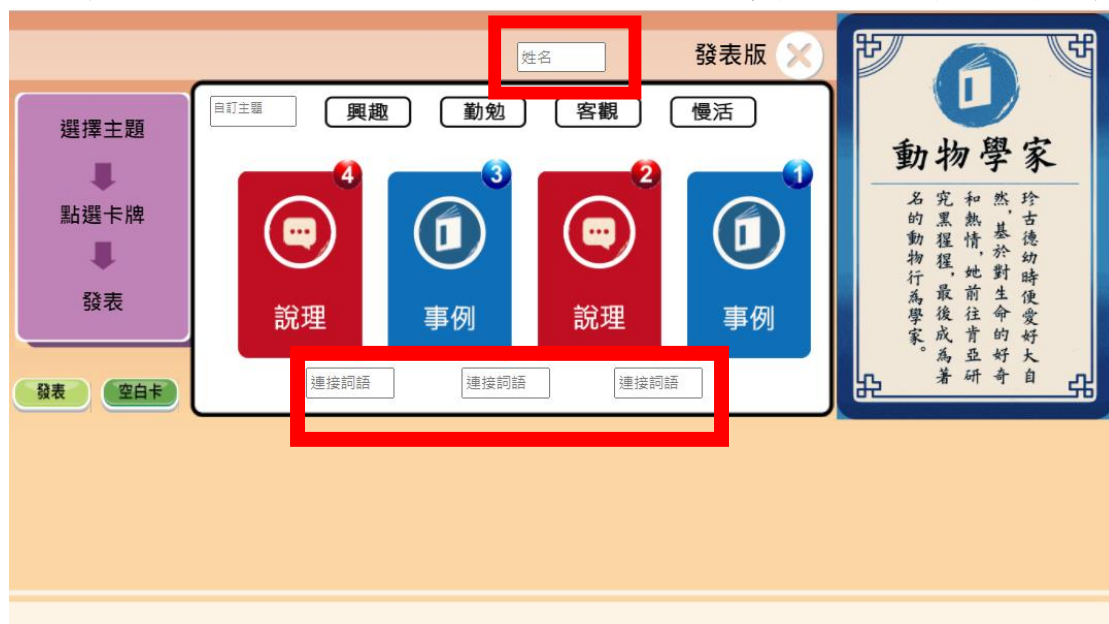 姓名
發表版
選擇主題
點選卡牌
發表
發表
空白卡
自訂主題
興趣
勤勉
客觀
慢活
4
3
2
1
說理
事例
說理
事例
連接詞語
連接詞語
連接詞語
動物學家
珍古德幼時便愛好大自
然，基於對生命的好奇
和熱情，她前往肯亞研
究黑猩猩，最後成為著
名的動物行為學家。